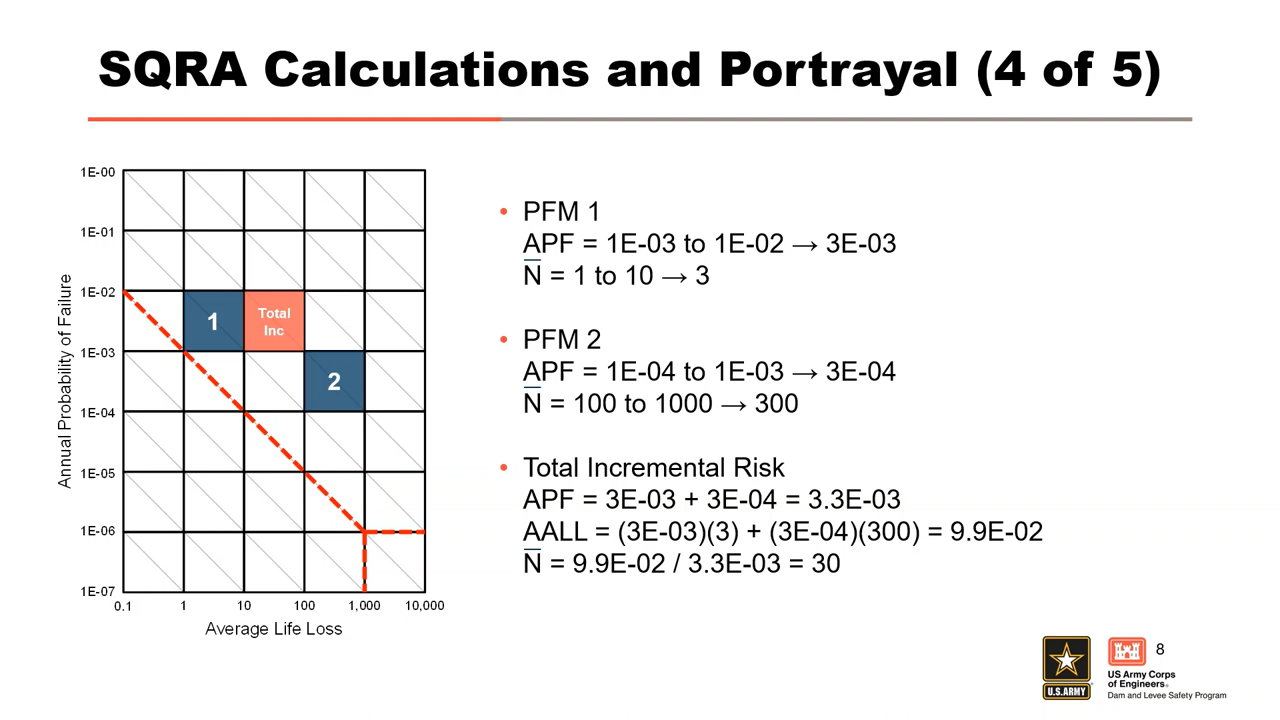 SQRA Calculations and Portrayal (4 of 5)
Annual Probability of Failure
1E-00
1E-01
1E-02
1E-03
1E-04
1E-05
1E-06
1E-07
1
Total
Inc
2
0.1
1
10
100
1,000
10,000
Average Life Loss
• PFM 1
APF = 1E-03 to 1E-02 → 3E-03
N̅ = 1 to 10 → 3
• PFM 2
APF = 1E-04 to 1E-03 → 3E-04
N̅ = 100 to 1000 → 300
• Total Incremental Risk
APF = 3E-03 + 3E-04 = 3.3E-03
AALL = (3E-03)(3) + (3E-04)(300) = 9.9E-02
N̅ = 9.9E-02 / 3.3E-03 = 30
U.S.ARMY
8
US Army Corps
of Engineers®
Dam and Levee Safety Program